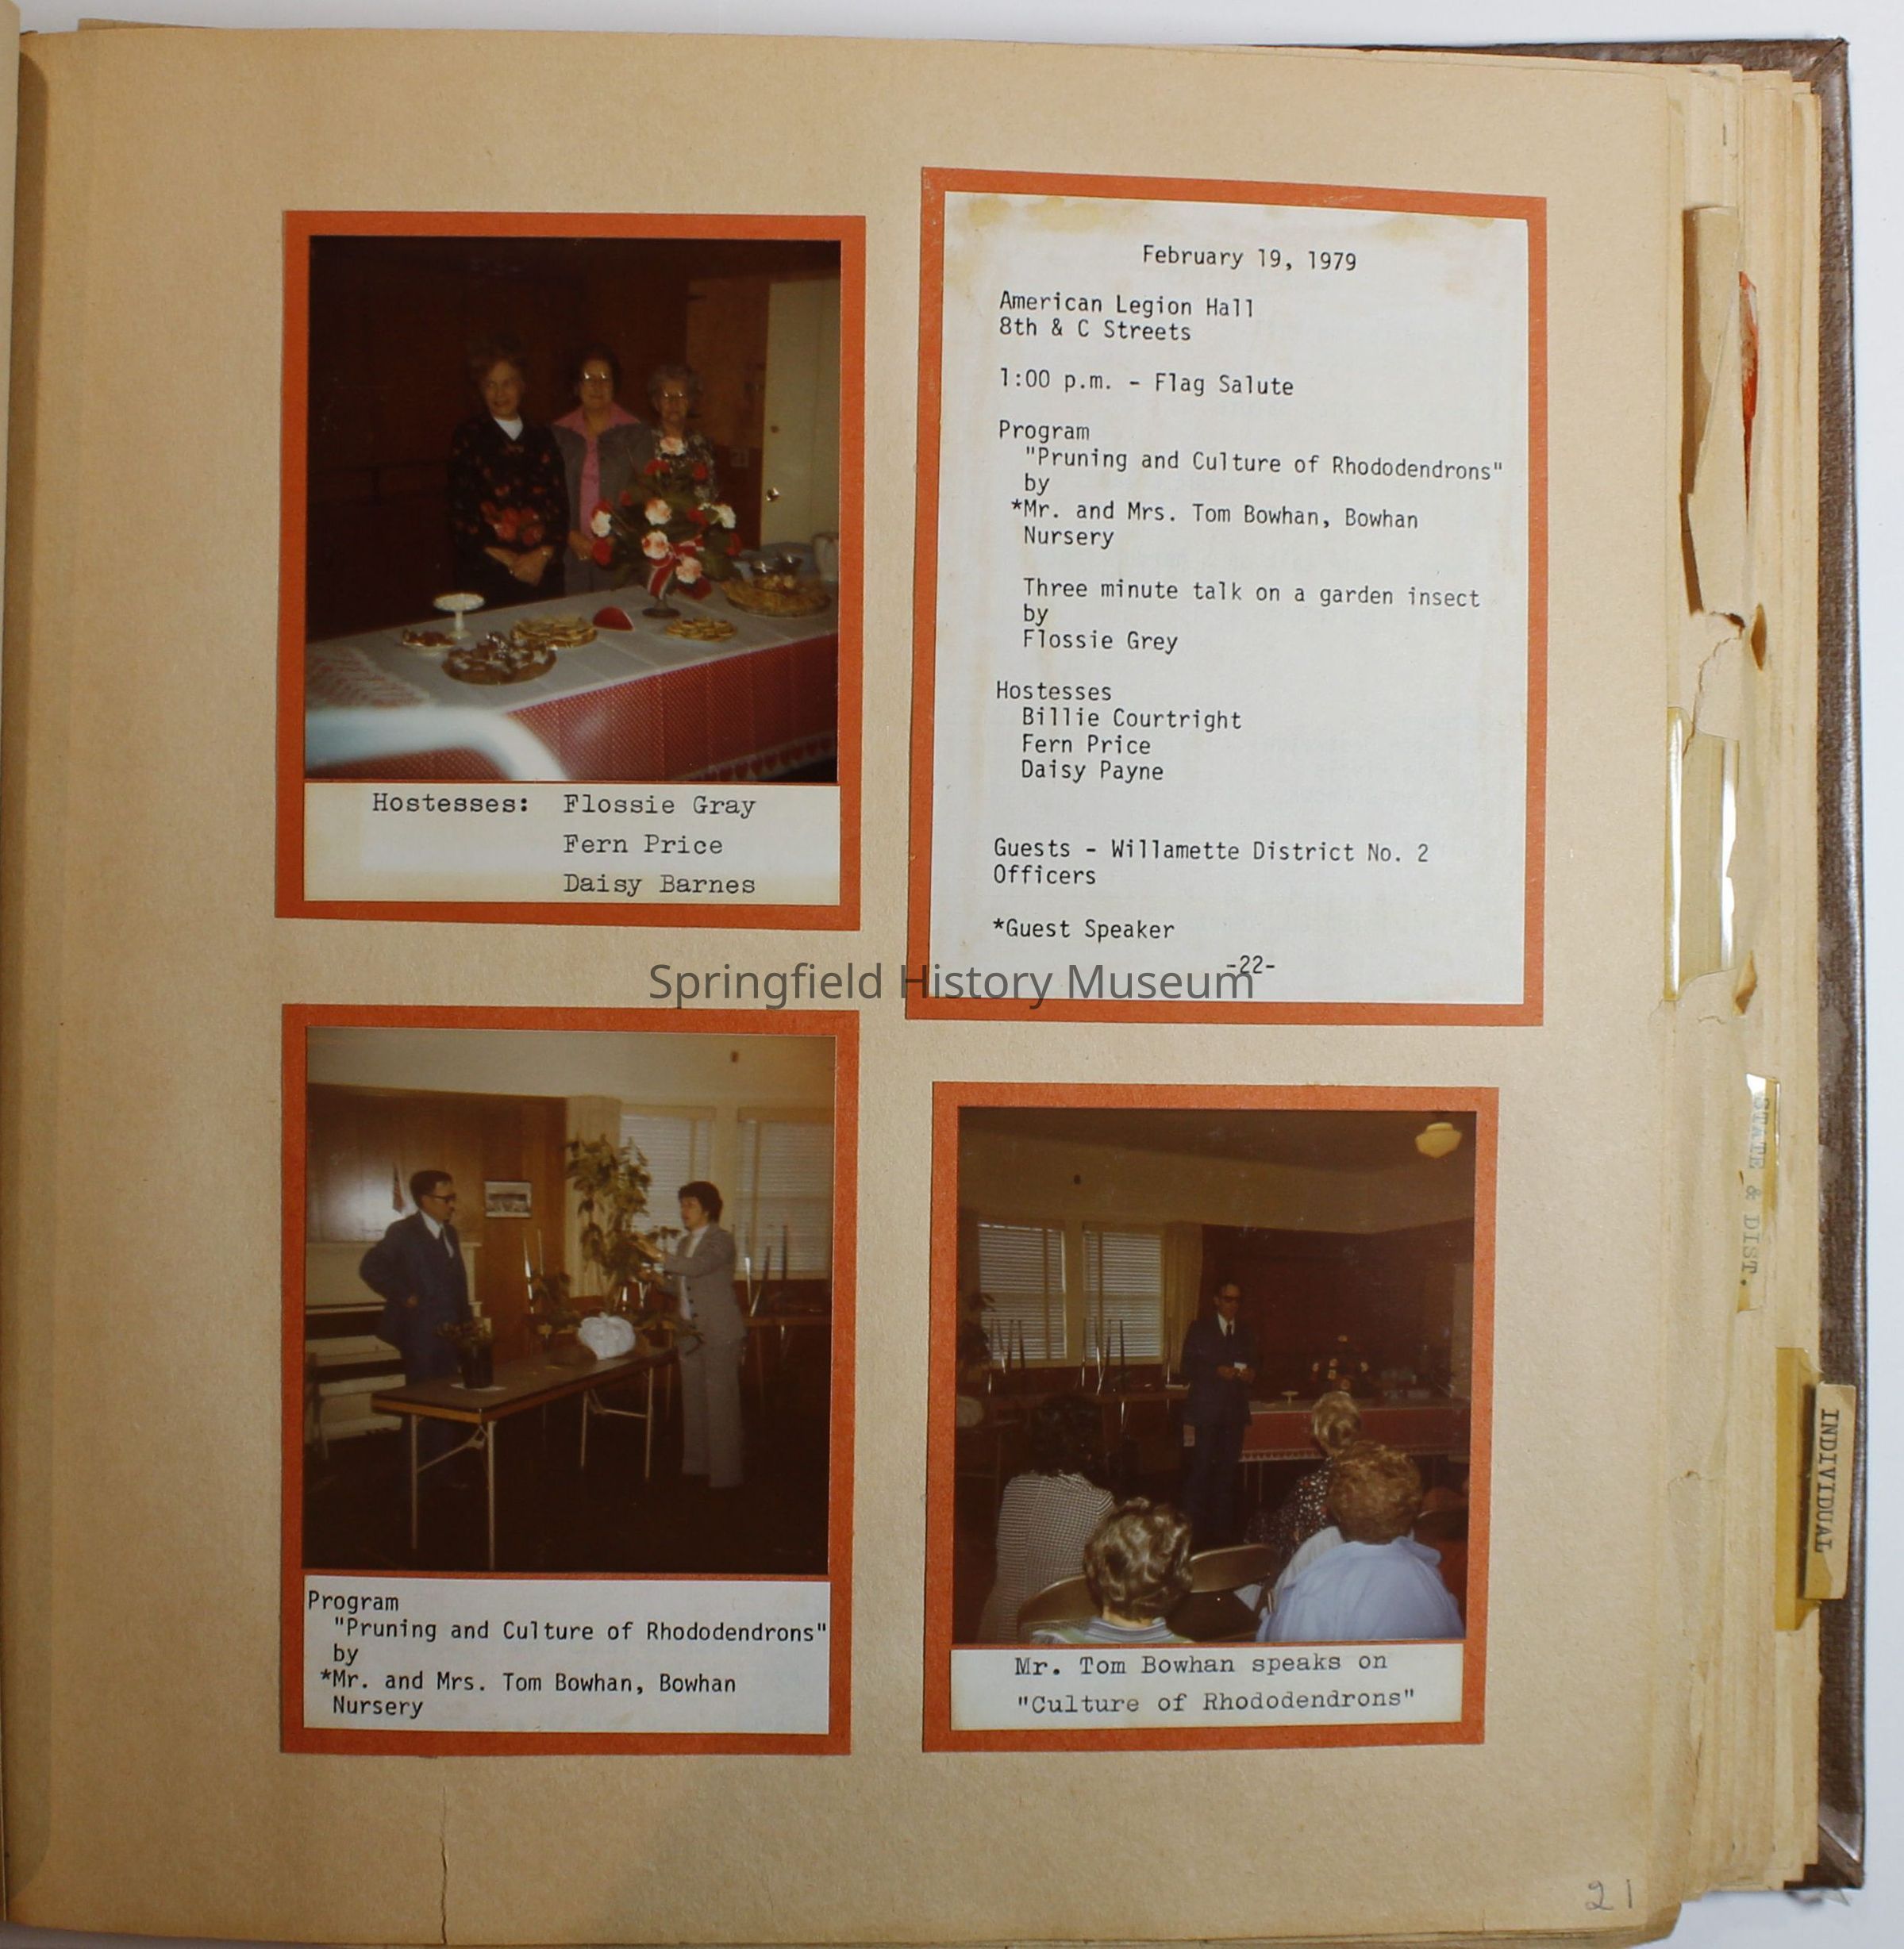 February 19, 1979
American Legion Hall
8th & C Streets
1:00 p.m. - Flag Salute
Program
"Pruning and Culture of Rhododendrons"
by
*Mr. and Mrs. Tom Bowhan, Bowhan
Nursery
Three minute talk on a garden insect
by
Flossie Grey
Hostesses
Billie Courtright
Fern Price
Daisy Payne
Guests - Willamette District No. 2
Officers
*Guest Speaker
-22-
Hostesses: Flossie Gray
Fern Price
Daisy Barnes
Springfield History Museum
Program
"Pruning and Culture of Rhododendrons"
by
*Mr. and Mrs. Tom Bowhan, Bowhan
Nursery
Mr. Tom Bowhan speaks on
"Culture of Rhododendrons"
STATE & DIST.
INDIVIDUAL
21